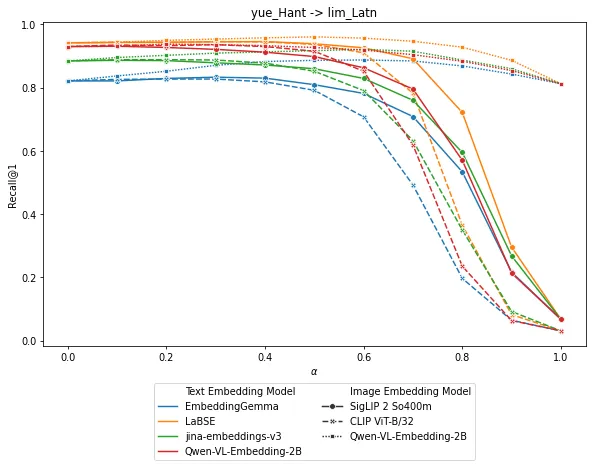 yue_Hant -> lim_Latn
Recall@1
1.0
0.8
0.6
0.4
0.2
0.0
0.0 0.2 0.4 0.6 0.8 1.0
α
Text Embedding Model
EmbeddingGemma
LaBSE
jina-embeddings-v3
Qwen-VL-Embedding-2B
Image Embedding Model
SigLIP 2 So400m
CLIP ViT-B/32
Qwen-VL-Embedding-2B